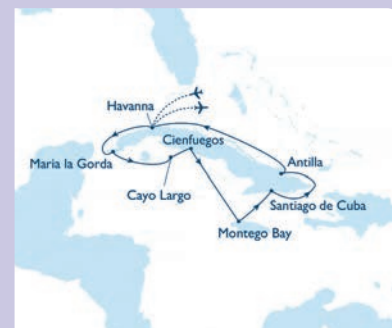 Havanna
Cienfuegos
Maria la Gorda
Antilla
Cayo Largo
Santiago de Cuba
Montego Bay